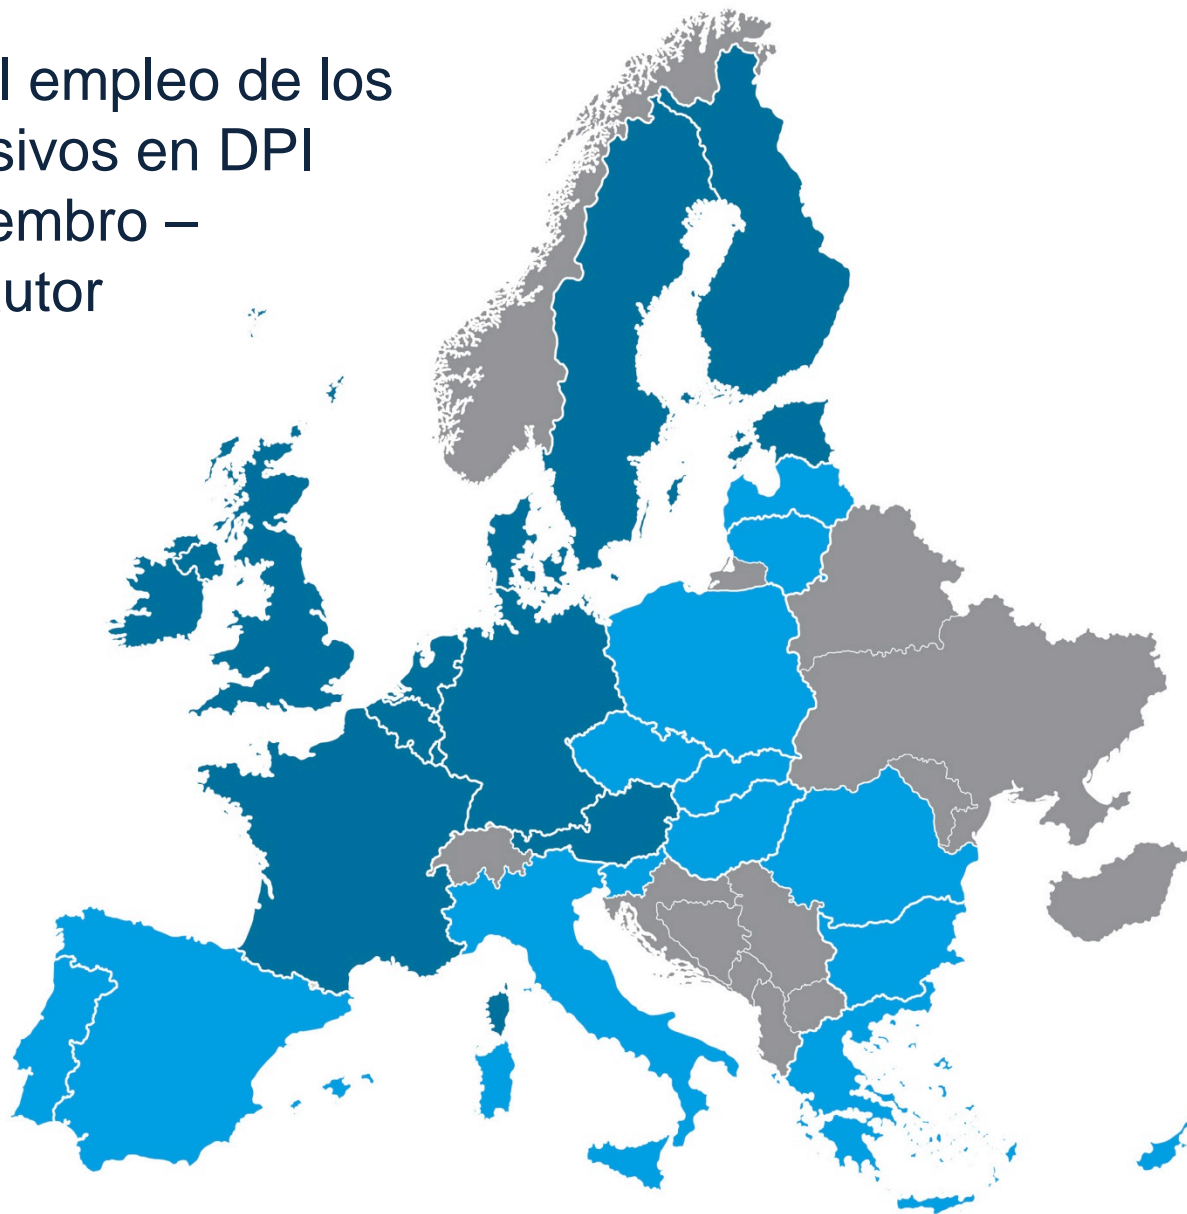 l empleo de los
sivos en DPI
embro –
utor